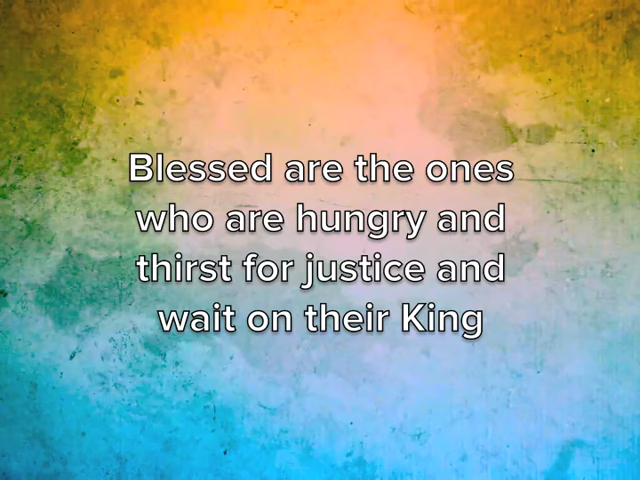 Blessed are the ones
who are hungry and
thirst for justice and
wait on their King